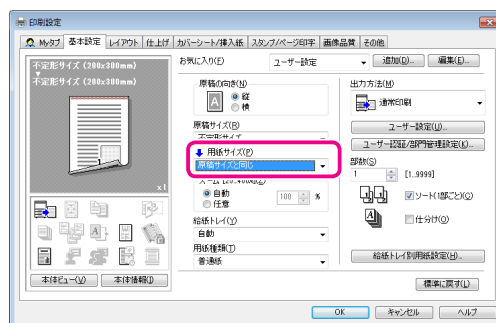 印刷設定
My タブ 基本設定 レイアウト 仕上げ カバーシート/挿入紙 スタンプ/ページ印字 画像品質 その他
不定形サイズ (200x380mm)
不定形サイズ (200x380mm)
x1
本体ビュー(V) 本体情報(I)
お気に入り(F) ユーザー設定 追加(D)... 編集(E)...
原稿の向き(N)
縦
横
原稿サイズ(R)
不定形サイズ
用紙サイズ(P)
原稿サイズと同じ
ズーム [20..400%](Z)
自動
任意
100 %
給紙トレイ(Y)
自動
用紙種類(T)
普通紙
出力方法(M)
通常印刷
ユーザー設定(U)...
ユーザー認証/部門管理設定(K)...
部数(S)
1 [1..9999]
ソート(1部ごと)(C)
仕分け(O)
給紙トレイ別用紙設定(H)...
標準に戻す(L)
OK キャンセル ヘルプ